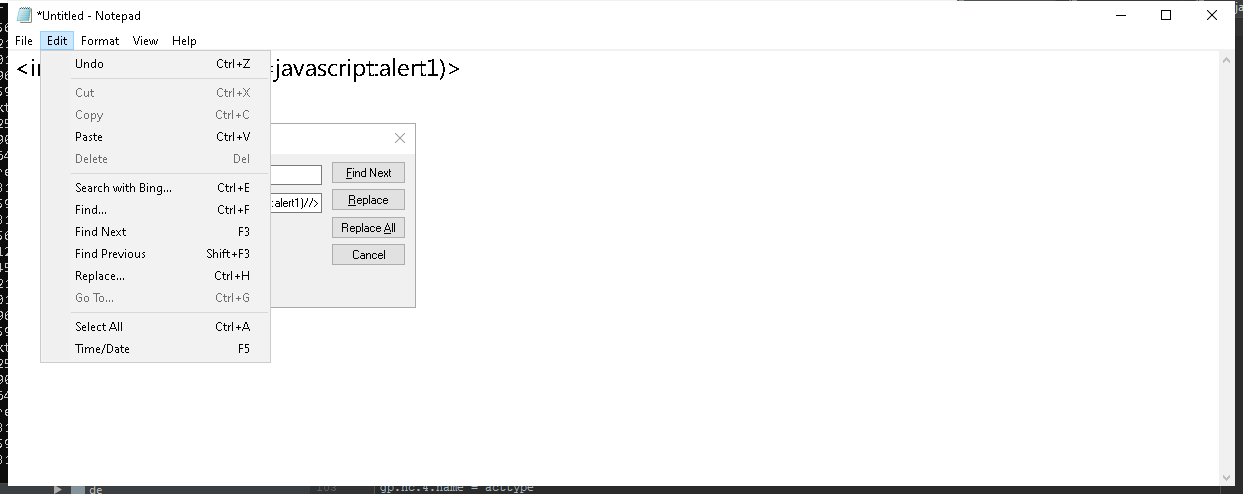 *Untitled - Notepad
File Edit Format View Help
<i =javascript:alert1)>
Undo Ctrl+Z
Cut Ctrl+X
Copy Ctrl+C
Paste Ctrl+V
Delete Del
Search with Bing... Ctrl+E
Find... Ctrl+F
Find Next F3
Find Previous Shift+F3
Replace... Ctrl+H
Go To... Ctrl+G
Select All Ctrl+A
Time/Date F5
Find Next
:alert1)//>
Replace
Replace All
Cancel
de
103 gp.nc.4.name = acttype